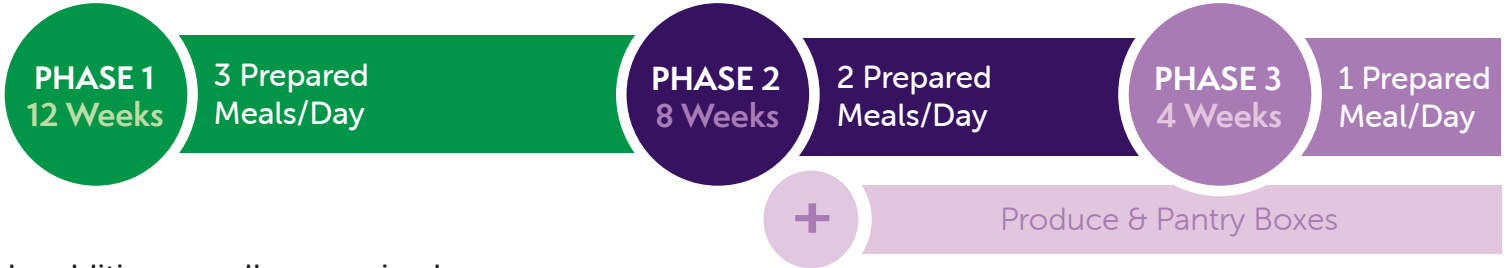 PHASE 1
12 Weeks
3 Prepared
Meals/Day
PHASE 2
8 Weeks
2 Prepared
Meals/Day
PHASE 3
4 Weeks
1 Prepared
Meal/Day
+
Produce & Pantry Boxes